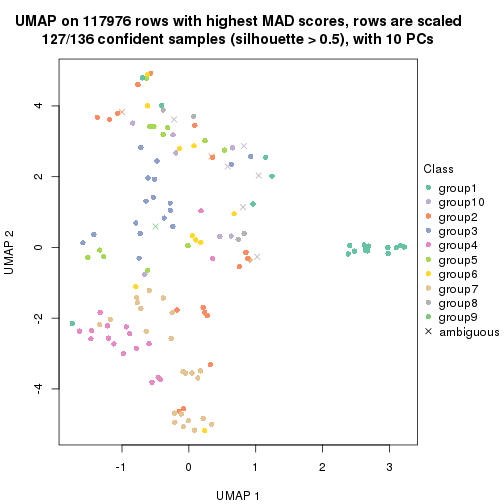 UMAP on 117976 rows with highest MAD scores, rows are scaled
127/136 confident samples (silhouette > 0.5), with 10 PCs
UMAP 2
4
2
0
-2
-4
-1
0
1
2
3
UMAP 1
Class
group1
group10
group2
group3
group4
group5
group6
group7
group8
group9
ambiguous